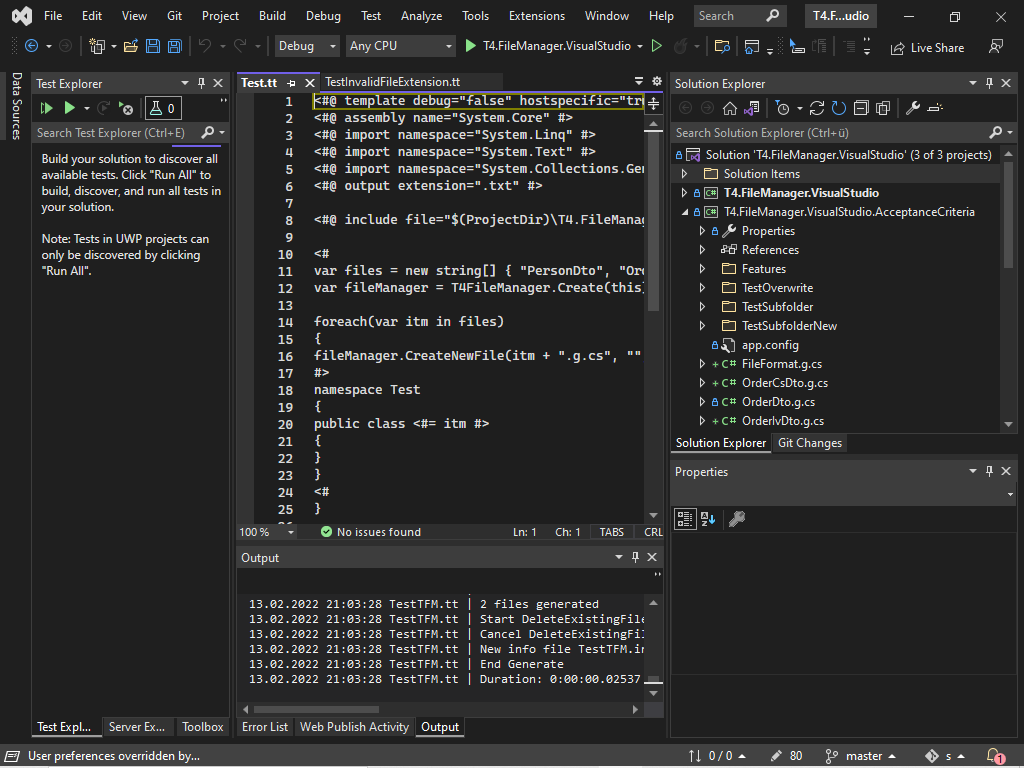 File Edit View Git Project Build Debug Test Analyze Tools Extensions Window Help Search T4.F...udio
Debug Any CPU T4.FileManager.VisualStudio Live Share
Data Sources
Test Explorer
0
Search Test Explorer (Ctrl+E)
Build your solution to discover all
available tests. Click "Run All" to
build, discover, and run all tests in
your solution.
Note: Tests in UWP projects can
only be discovered by clicking
"Run All".
Test Expl... Server Ex... Toolbox
Test.tt TestInvalidFileExtension.tt
1 <#@ template debug="false" hostspecific="tr
2 <#@ assembly name="System.Core" #>
3 <#@ import namespace="System.Linq" #>
4 <#@ import namespace="System.Text" #>
5 <#@ import namespace="System.Collections.Ge
6 <#@ output extension=".txt" #>
7
8 <#@ include file="$(ProjectDir)\T4.FileMana
9
10 <#
11 var files = new string[] { "PersonDto", "Or
12 var fileManager = T4FileManager.Create(this
13
14 foreach(var itm in files)
15 {
16 fileManager.CreateNewFile(itm + ".g.cs", ""
17 #>
18 namespace Test
19 {
20 public class <#= itm #>
21 {
22 }
23 }
24 <#
25 }
100 % No issues found Ln: 1 Ch: 1 TABS CRL
Output
13.02.2022 21:03:28 TestTFM.tt | 2 files generated
13.02.2022 21:03:28 TestTFM.tt | Start DeleteExistingFile
13.02.2022 21:03:28 TestTFM.tt | Cancel DeleteExistingFil
13.02.2022 21:03:28 TestTFM.tt | New info file TestTFM.in
13.02.2022 21:03:28 TestTFM.tt | End Generate
13.02.2022 21:03:28 TestTFM.tt | Duration: 0:00:00.02537
Error List Web Publish Activity Output
Solution Explorer
Search Solution Explorer (Ctrl+ü)
Solution 'T4.FileManager.VisualStudio' (3 of 3 projects)
Solution Items
C# T4.FileManager.VisualStudio
C# T4.FileManager.VisualStudio.AcceptanceCriteria
Properties
References
Features
TestOverwrite
TestSubfolder
TestSubfolderNew
app.config
+ C# FileFormat.g.cs
+ C# OrderCsDto.g.cs
C# OrderDto.g.cs
+ C# OrderlvDto.g.cs
Solution Explorer Git Changes
Properties
User preferences overridden by... 0 / 0 80 master s 1